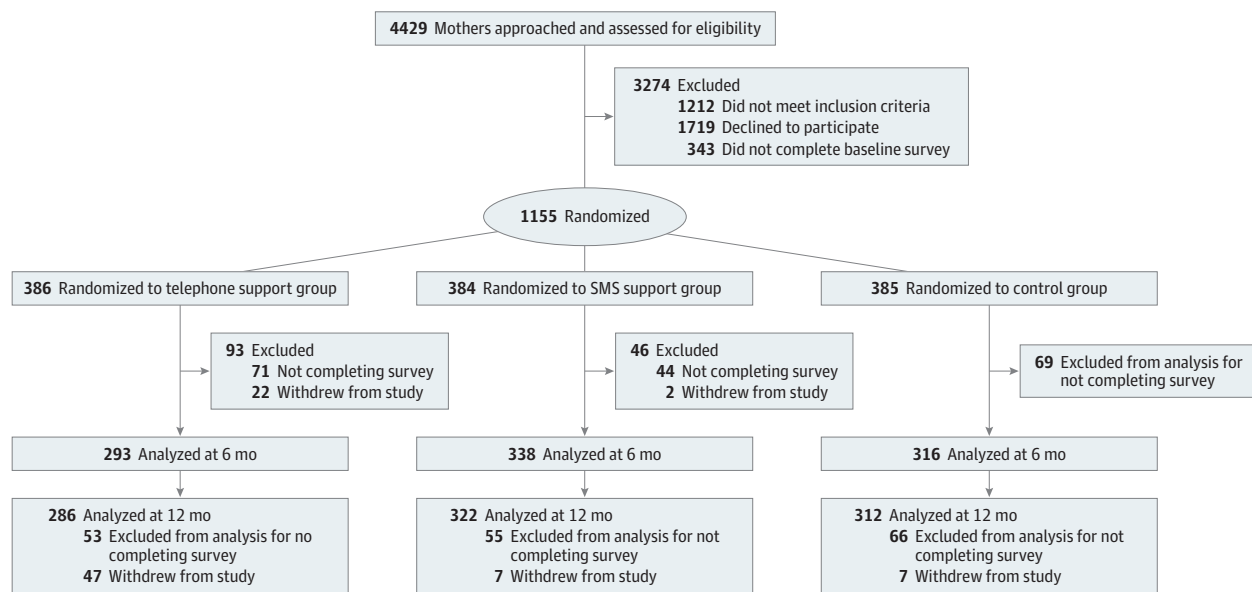 4429 Mothers approached and assessed for eligibility
3274 Excluded
1212 Did not meet inclusion criteria
1719 Declined to participate
343 Did not complete baseline survey
1155 Randomized
386 Randomized to telephone support group
384 Randomized to SMS support group
385 Randomized to control group
93 Excluded
71 Not completing survey
22 Withdrew from study
46 Excluded
44 Not completing survey
2 Withdrew from study
69 Excluded from analysis for
not completing survey
293 Analyzed at 6 mo
338 Analyzed at 6 mo
316 Analyzed at 6 mo
286 Analyzed at 12 mo
53 Excluded from analysis for no
completing survey
47 Withdrew from study
322 Analyzed at 12 mo
55 Excluded from analysis for not
completing survey
7 Withdrew from study
312 Analyzed at 12 mo
66 Excluded from analysis for not
completing survey
7 Withdrew from study